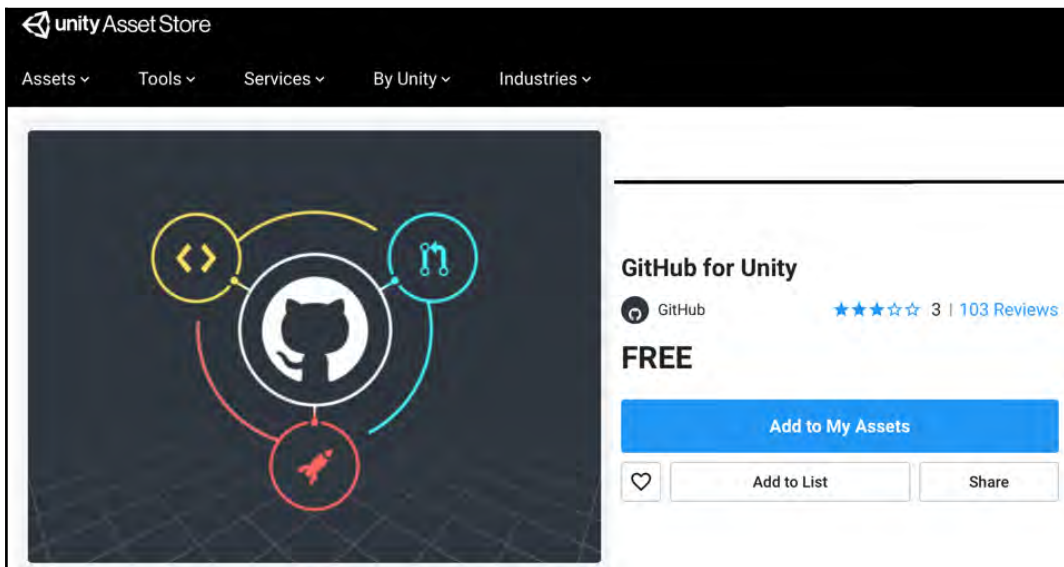 unity Asset Store
Assets Tools Services By Unity Industries
GitHub for Unity
GitHub 3 | 103 Reviews
FREE
Add to My Assets
Add to List Share